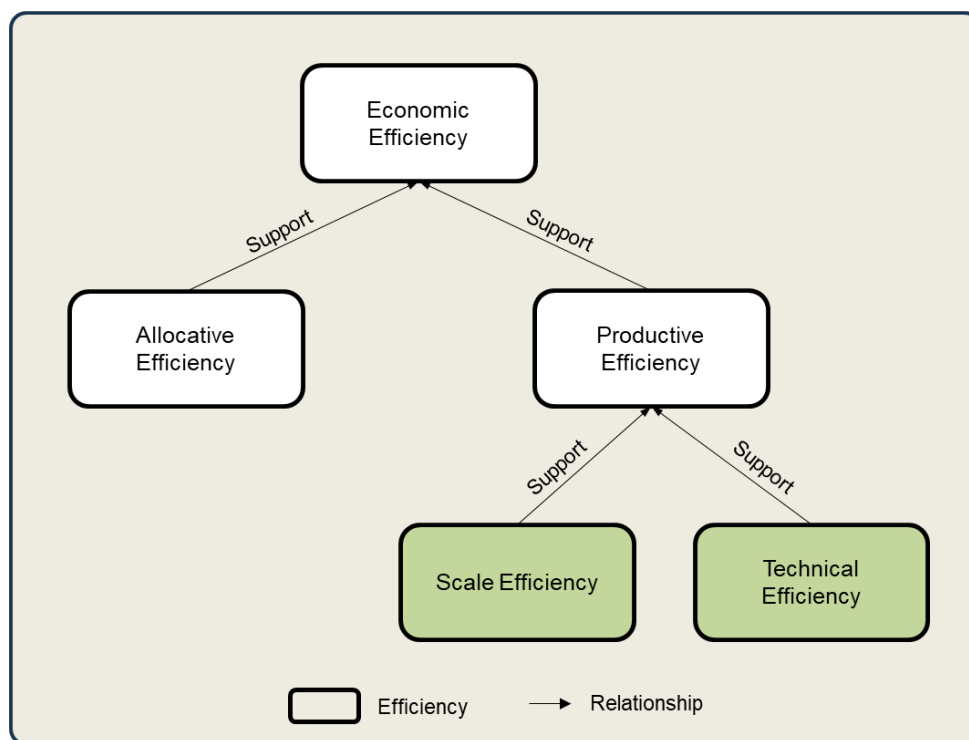 Economic
Efficiency
Support
Support
Allocative
Efficiency
Productive
Efficiency
Support
Support
Scale Efficiency
Technical
Efficiency
Efficiency
Relationship